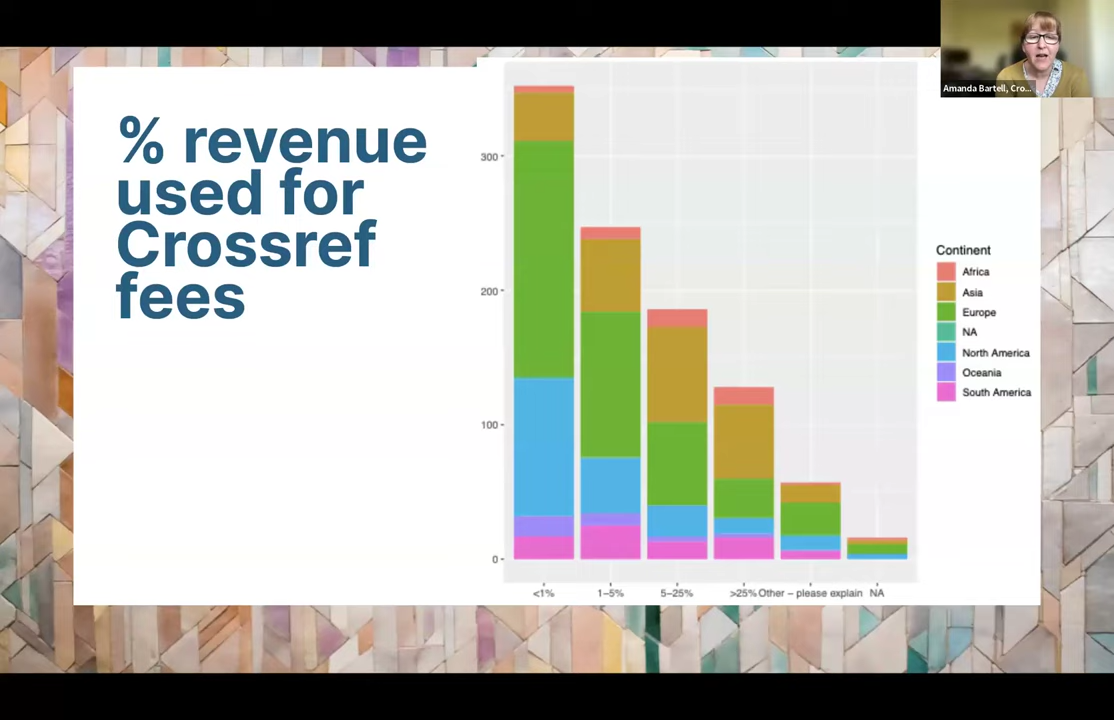 Amanda Bartell, Cro...
% revenue
used for
Crossref
fees
300
200
100
0
<1%
1–5%
5–25%
>25%
Other – please explain
NA
Continent
Africa
Asia
Europe
NA
North America
Oceania
South America